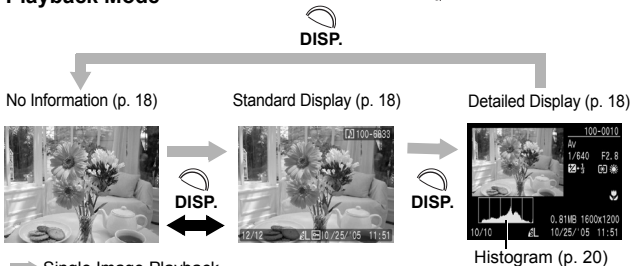 Playback Mode
DISP.
No Information (p. 18)
Standard Display (p. 18)
Detailed Display (p. 18)
100-6833
12/12
L
10/25/'05 11:51
DISP.
DISP.
100-0010
Av
1/640 F2.8
0.81MB 1600x1200
10/10
L
10/25/'05 11:51
Single Image Playback
Histogram (p. 20)